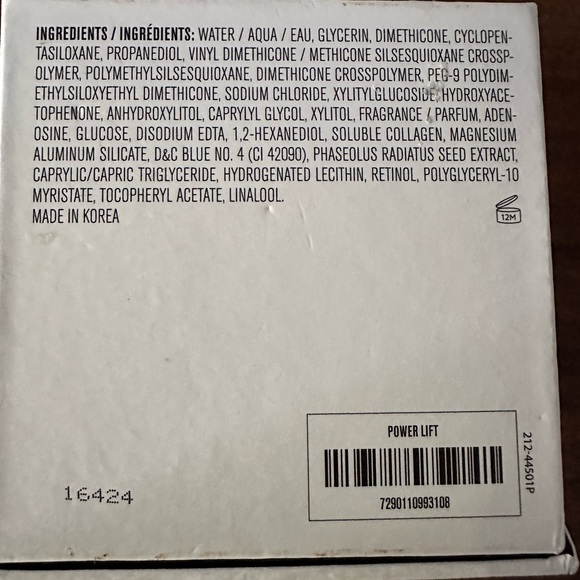 INGREDIENTS / INGRÉDIENTS: WATER / AQUA / EAU, GLYCERIN, DIMETHICONE, CYCLOPEN-
TASILOXANE, PROPANEDIOL, VINYL DIMETHICONE / METHICONE SILSESQUIOXANE CROSSP-
OLYMER, POLYMETHYLSILSESQUIOXANE, DIMETHICONE CROSSPOLYMER, PEG-9 POLYDIM-
ETHYLSILOXYETHYL DIMETHICONE, SODIUM CHLORIDE, XYLITYLGLUCOSIDE, HYDROXYACE-
TOPHENONE, ANHYDROXYLITOL, CAPRYLYL GLYCOL, XYLITOL, FRAGRANCE / PARFUM, ADEN-
OSINE, GLUCOSE, DISODIUM EDTA, 1,2-HEXANEDIOL, SOLUBLE COLLAGEN, MAGNESIUM
ALUMINUM SILICATE, D&C BLUE NO. 4 (CI 42090), PHASEOLUS RADIATUS SEED EXTRACT,
CAPRYLIC/CAPRIC TRIGLYCERIDE, HYDROGENATED LECITHIN, RETINOL, POLYGLYCERYL-10
MYRISTATE, TOCOPHERYL ACETATE, LINALOOL.
MADE IN KOREA
12M
POWER LIFT
7290110993108
212-44501P
16424